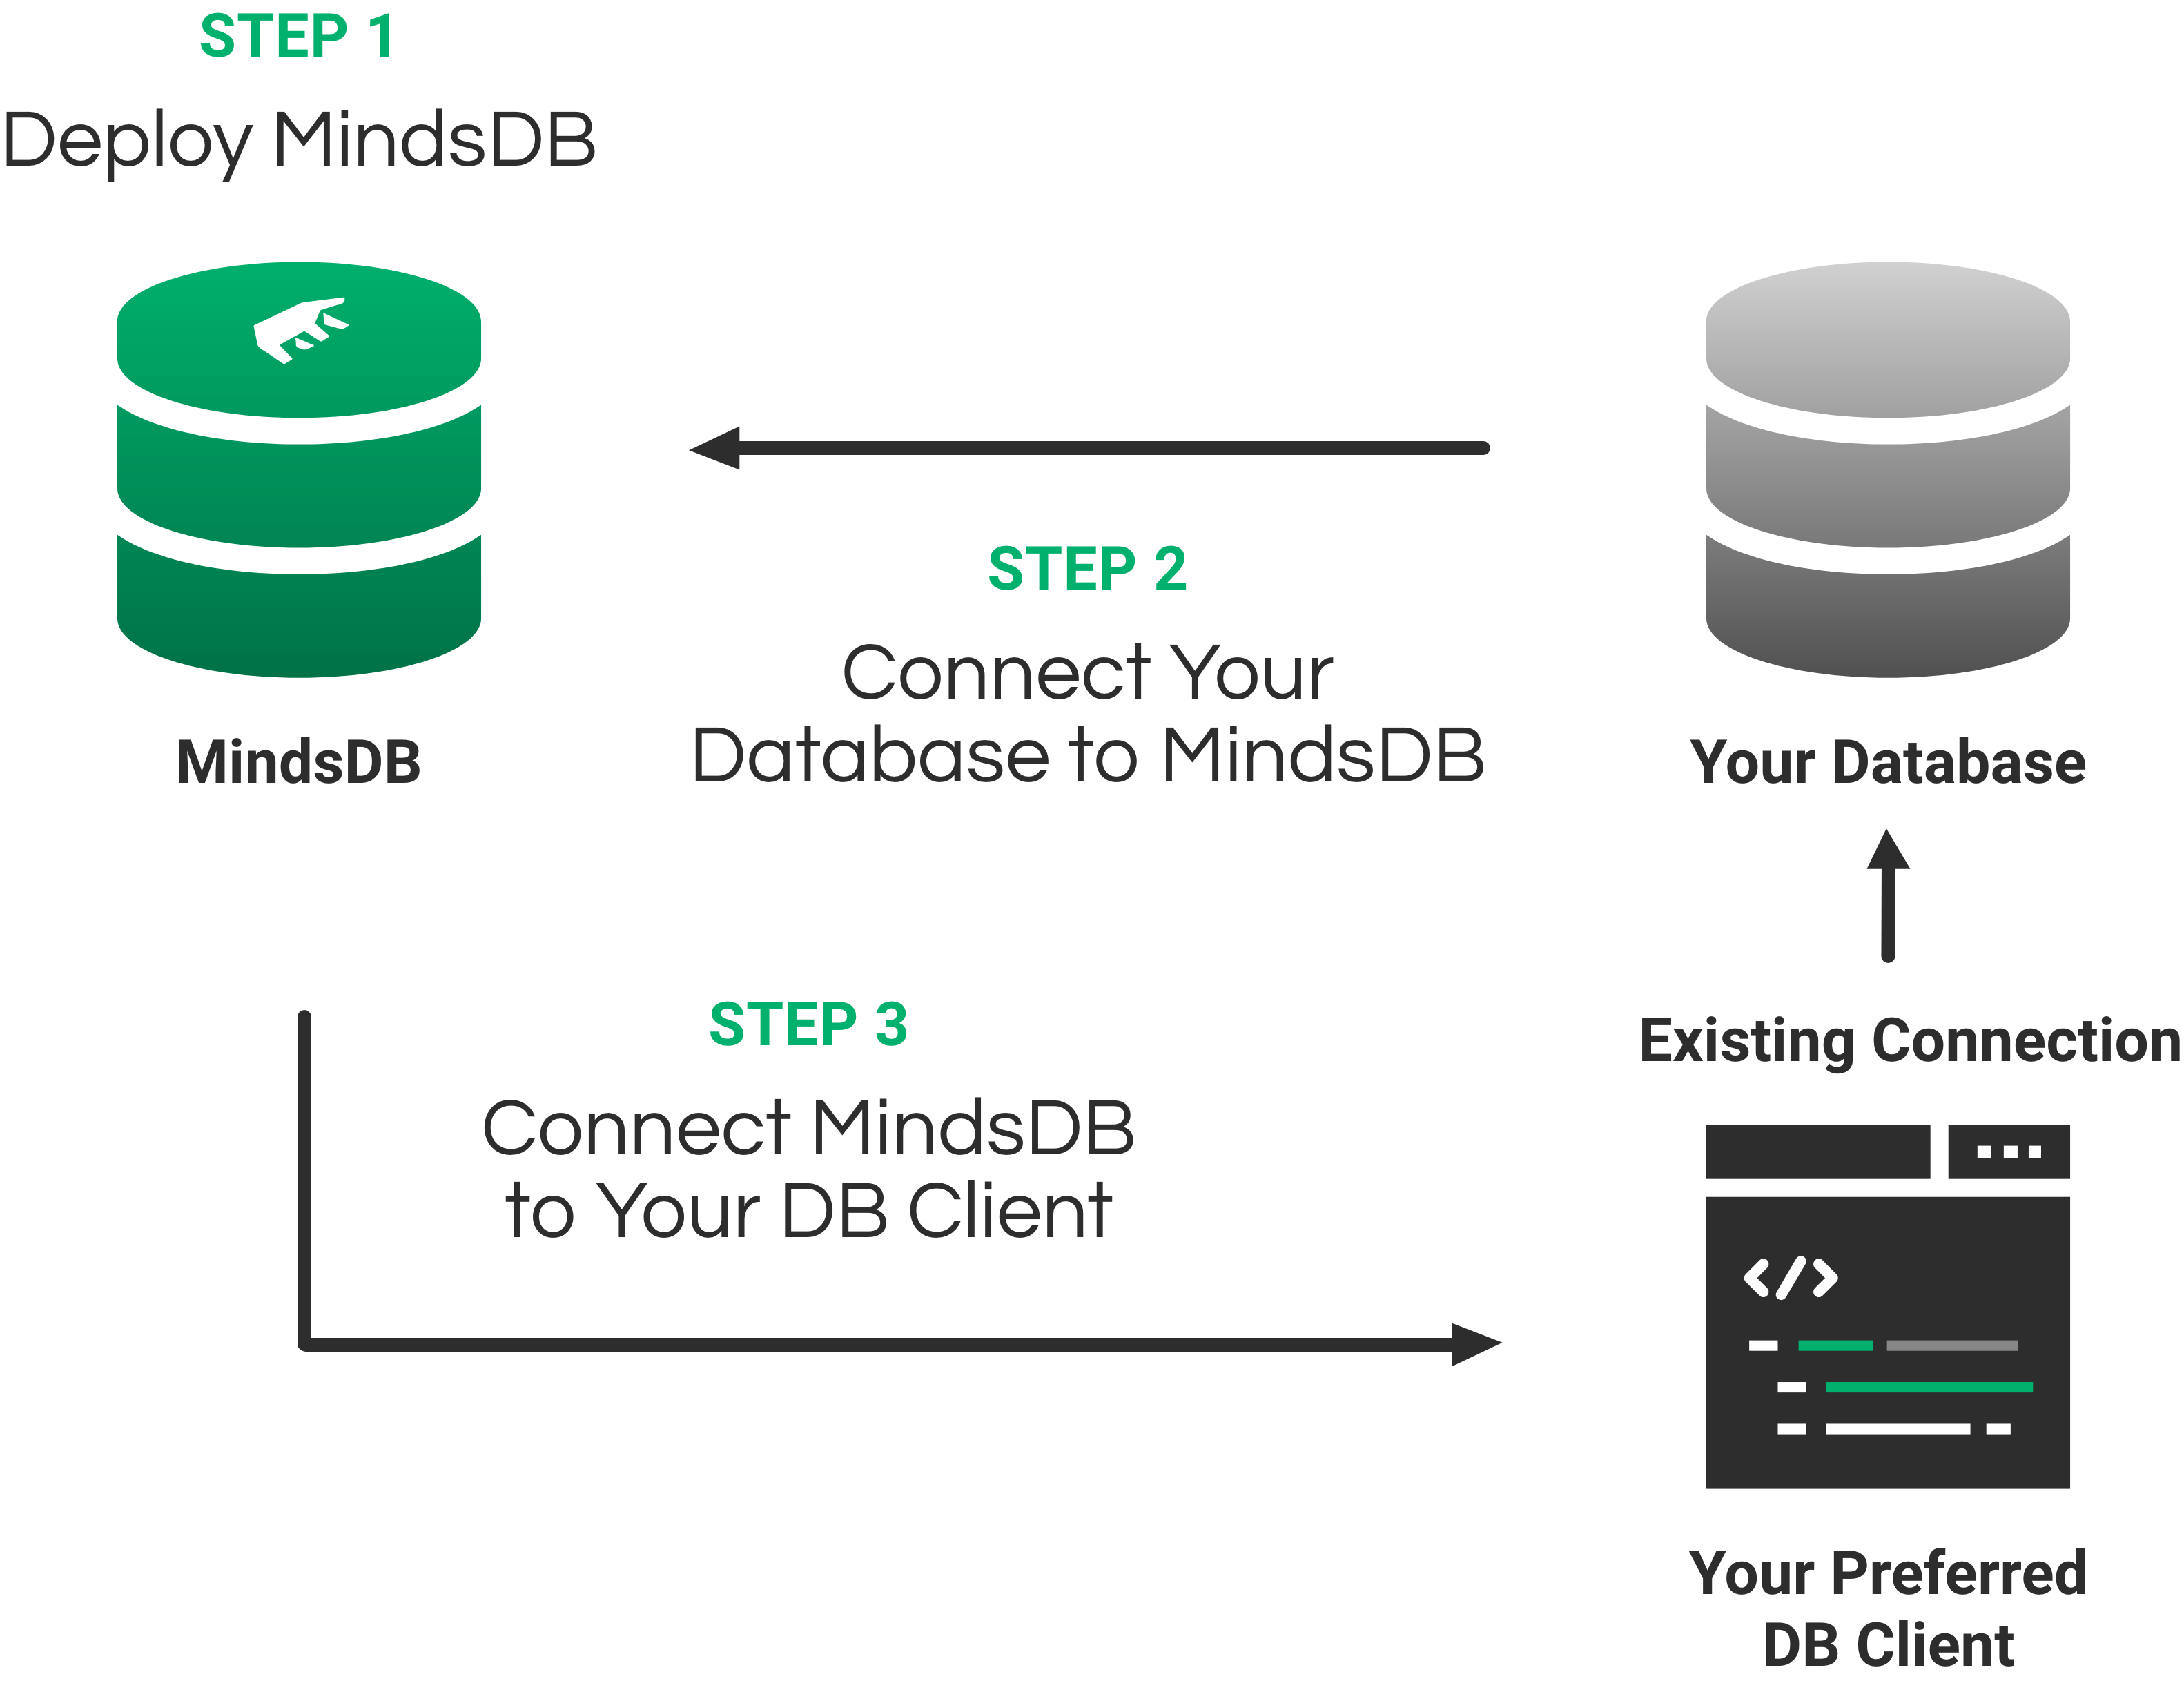 STEP 1
Deploy MindsDB
STEP 2
Connect Your
Database to MindsDB
MindsDB
Your Database
STEP 3
Existing Connection
Connect MindsDB
to Your DB Client
</>
Your Preferred
DB Client